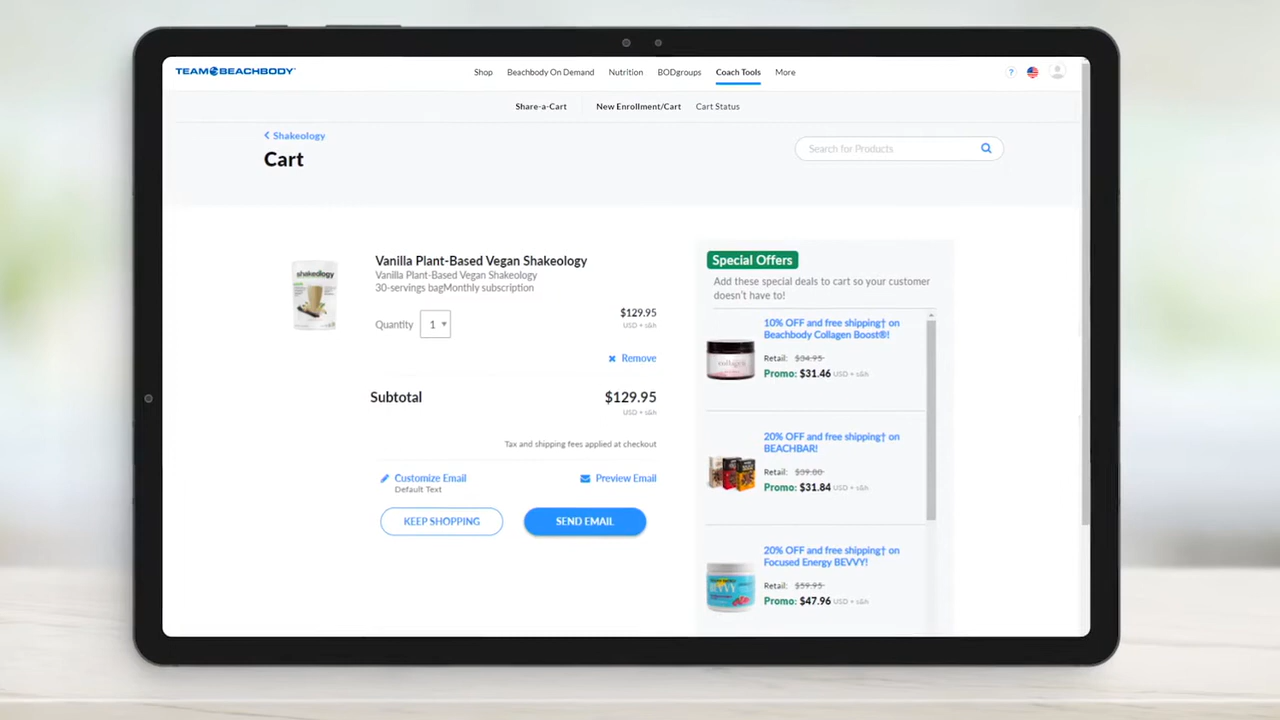 TEAM BEACHBODY
Shop Beachbody On Demand Nutrition BODgroups Coach Tools More
?
Share-a-Cart New Enrollment/Cart Cart Status
Shakeology
Cart
Search for Products
shakeology
Vanilla Plant-Based Vegan Shakeology
Vanilla Plant-Based Vegan Shakeology
30-servings bagMonthly subscription
Quantity 1
$129.95
USD + s&h
Remove
Subtotal $129.95
USD + s&h
Tax and shipping fees applied at checkout
Customize Email
Default Text
Preview Email
KEEP SHOPPING SEND EMAIL
Special Offers
Add these special deals to cart so your customer
doesn't have to!
10% OFF and free shipping† on
Beachbody Collagen Boost®!
Retail: $34.95
Promo: $31.46 USD + s&h
collagen
20% OFF and free shipping† on
BEACHBAR!
Retail: $39.80
Promo: $31.84 USD + s&h
20% OFF and free shipping† on
Focused Energy BEVVY!
Retail: $59.95
Promo: $47.96 USD + s&h
BEVVY